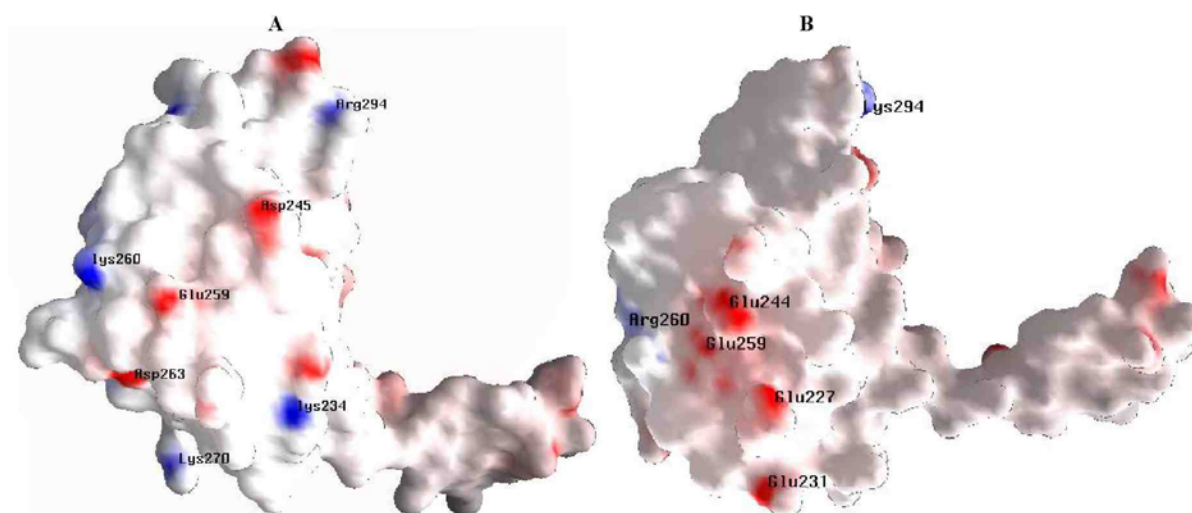 A
Arg294
Asp245
lys260
Glu259
Asp263
lys234
Lys270
B
Lys294
Glu244
Arg260
Glu259
Glu227
Glu231